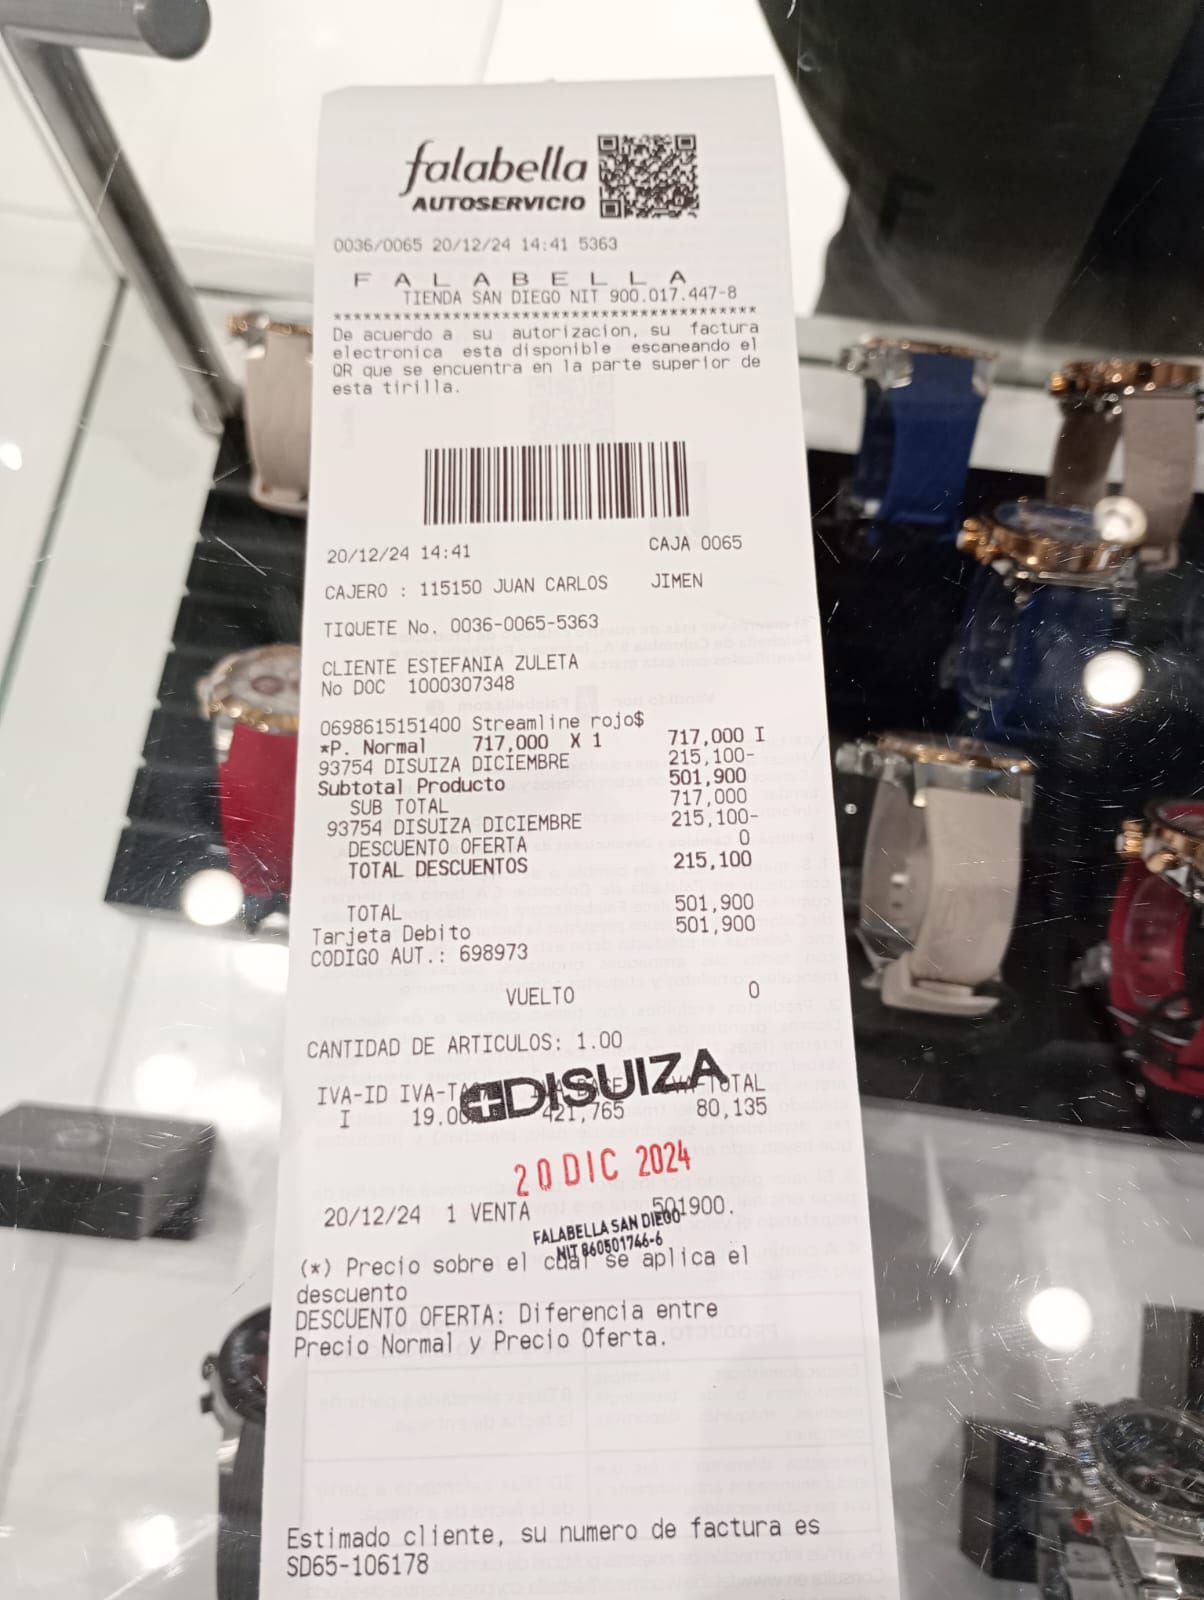 falabella
AUTOSERVICIO
0036/0065 20/12/24 14:41 5363
F A L A B E L L A
TIENDA SAN DIEGO NIT 900.017.447-8
******************************************
De acuerdo a su autorizacion, su factura
electronica esta disponible escaneando el
QR que se encuentra en la parte superior de
esta tirilla.
20/12/24 14:41 CAJA 0065
CAJERO : 115150 JUAN CARLOS JIMEN
TIQUETE No. 0036-0065-5363
CLIENTE ESTEFANIA ZULETA
No DOC 1000307348
0698615151400 Streamline rojo$
*P. Normal 717,000 X 1 717,000 I
93754 DISUIZA DICIEMBRE 215,100-
Subtotal Producto 501,900
SUB TOTAL 717,000
93754 DISUIZA DICIEMBRE 215,100-
DESCUENTO OFERTA 0
TOTAL DESCUENTOS 215,100
TOTAL 501,900
Tarjeta Debito 501,900
CODIGO AUT.: 698973
VUELTO 0
CANTIDAD DE ARTICULOS: 1.00
DISUIZA
IVA-ID
I 19.00 421,765 80,135
20 DIC 2024
20/12/24 1 VENTA 501900.
FALABELLA SAN DIEGO
NIT 860501746-6
(*) Precio sobre el cual se aplica el
descuento
DESCUENTO OFERTA: Diferencia entre
Precio Normal y Precio Oferta.
Estimado cliente, su numero de factura es
SD65-106178